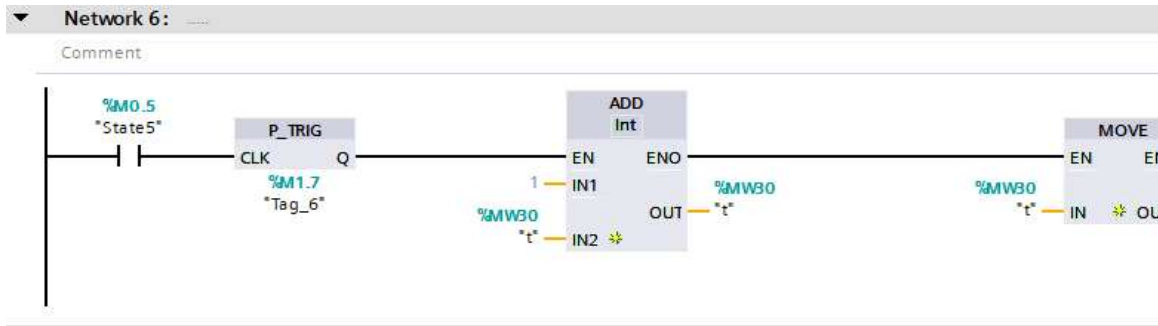 Network 6: .....
Comment
%M0.5
"State5"
P_TRIG
CLK Q
%M1.7
"Tag_6"
ADD
Int
EN ENO
1 IN1
%MW30
"t" IN2
OUT
%MW30
"t"
MOVE
EN
%MW30
"t" IN